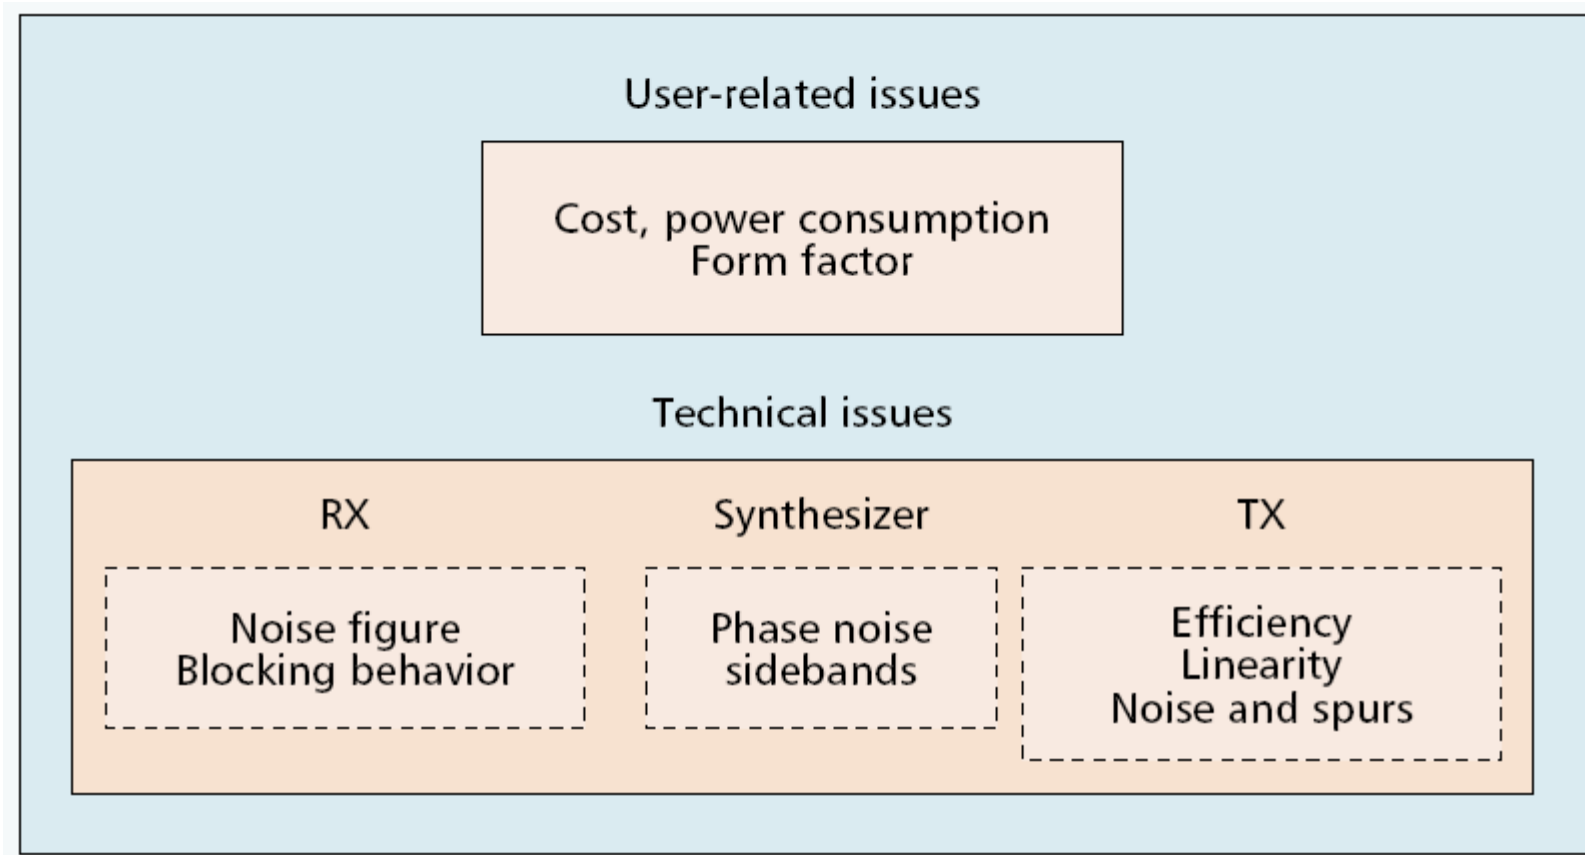 User-related issues
Cost, power consumption
Form factor
Technical issues
RX
Noise figure
Blocking behavior
Synthesizer
Phase noise
sidebands
TX
Efficiency
Linearity
Noise and spurs